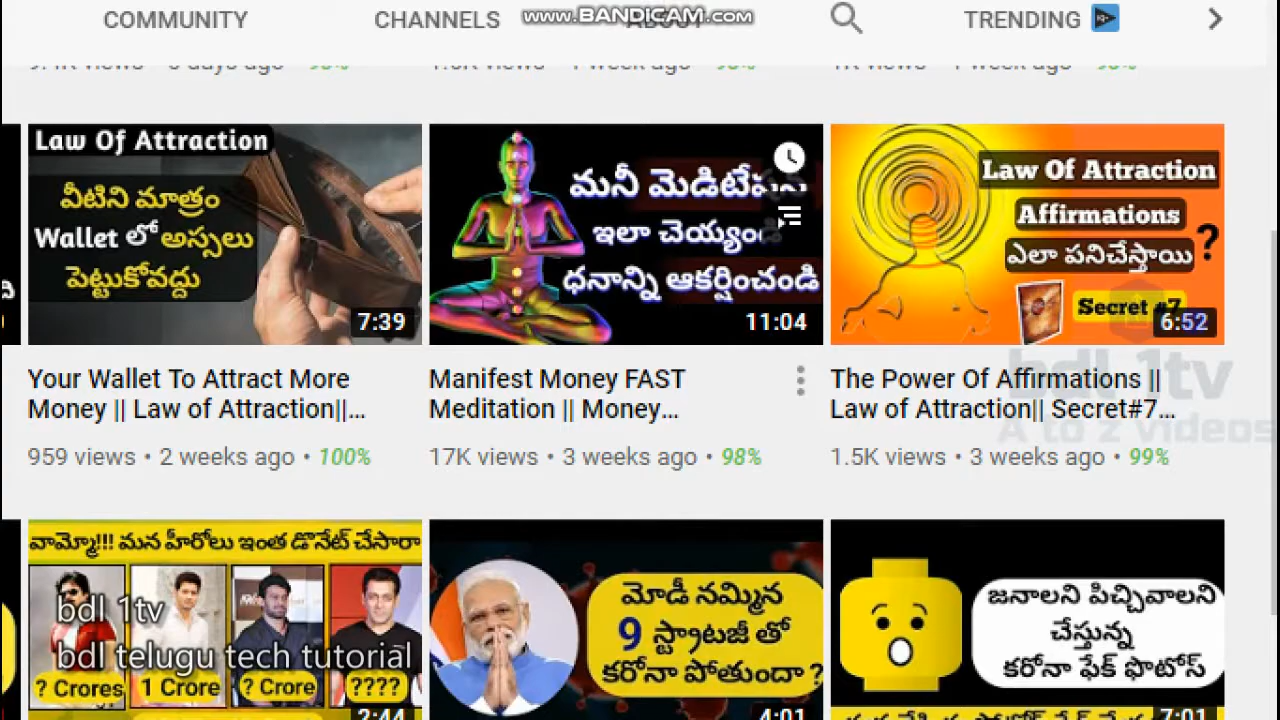 COMMUNITY
CHANNELS
www.BANDICAM.com
ABOUT
TRENDING
Law Of Attraction
వీటిని మాత్రం
Wallet లో అస్సలు
పెట్టుకోవద్దు
7:39
మనీ
ఇలా చెయ్యండి
ధనాన్ని ఆకర్షించండి
11:04
Law Of Attraction
Affirmations
ఎలా పనిచేస్తాయి ?
Secret #7
6:52
Your Wallet To Attract More
Money || Law of Attraction||...
959 views • 2 weeks ago • 100%
Manifest Money FAST
Meditation || Money...
17K views • 3 weeks ago • 98%
The Power Of Affirmations ||
Law of Attraction|| Secret#7...
1.5K views • 3 weeks ago • 99%
bdl 1tv
A to z Videos
వామ్మో!!! మన హీరోలు ఇంత డొనేట్ చేసారా
bdl 1tv
bdl telugu tech tutorial
? Crores
1 Crore
? Crore
????
2:44
మోడీ నమ్మిన
9 స్ట్రాటజీ తో
కరోనా పోతుందా ?
4:01
జనాలని పిచ్చివాలని
చేస్తున్న
కరోనా ఫేక్ ఫొటోస్
7:01